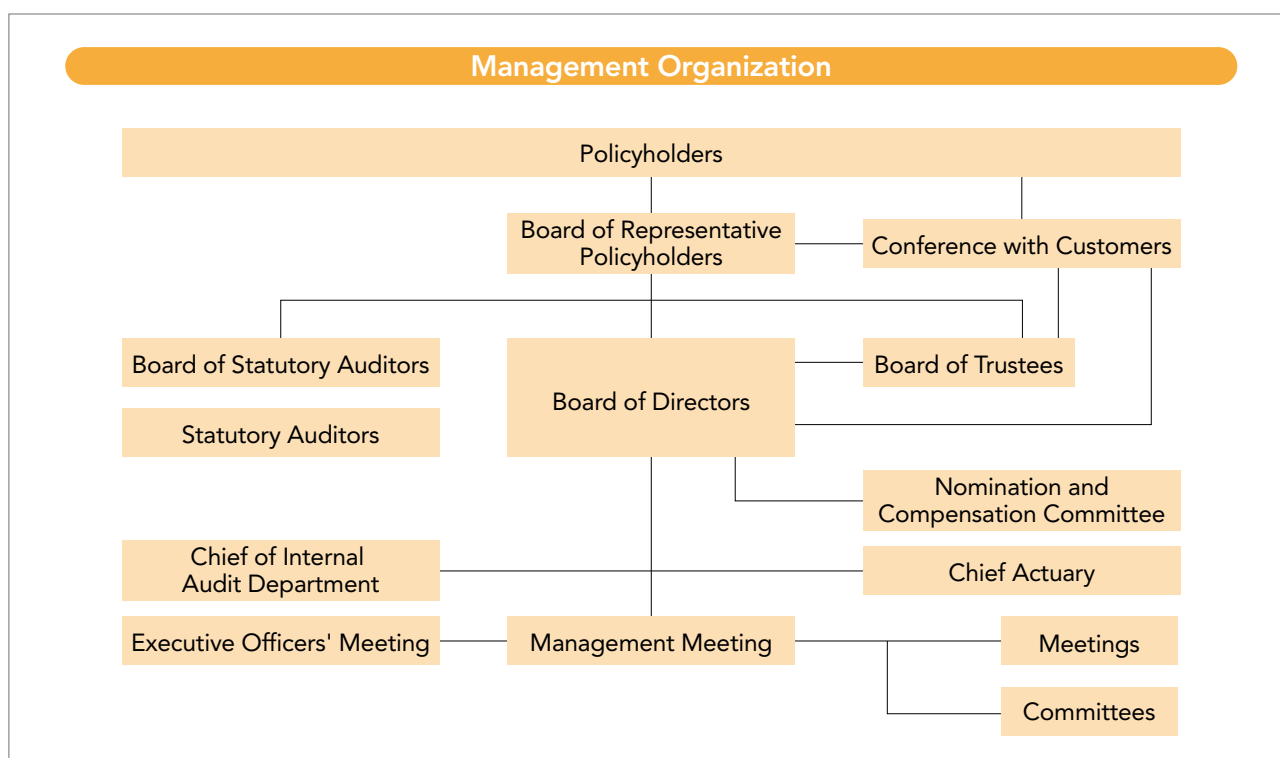 Management Organization
Policyholders
Board of Representative
Policyholders
Conference with Customers
Board of Statutory Auditors
Board of Directors
Board of Trustees
Statutory Auditors
Nomination and
Compensation Committee
Chief of Internal
Audit Department
Chief Actuary
Executive Officers' Meeting
Management Meeting
Meetings
Committees